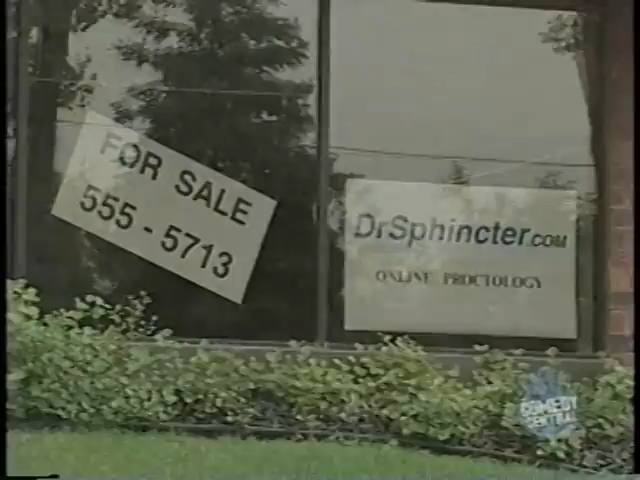 FOR SALE
555-5713
DrSphincter.COM
ONLINE PROCTOLOGY
COMEDY
CENTRAL